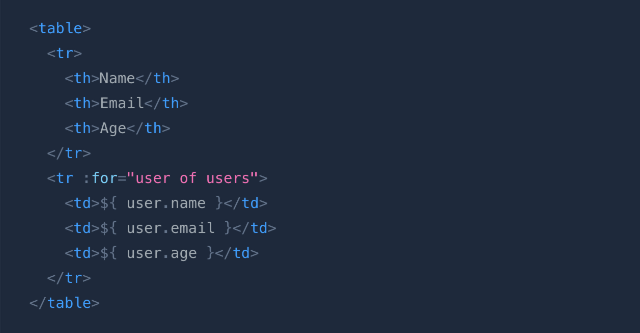 <table>
  <tr>
    <th>Name</th>
    <th>Email</th>
    <th>Age</th>
  </tr>
  <tr :for="user of users">
    <td>${ user.name }</td>
    <td>${ user.email }</td>
    <td>${ user.age }</td>
  </tr>
</table>